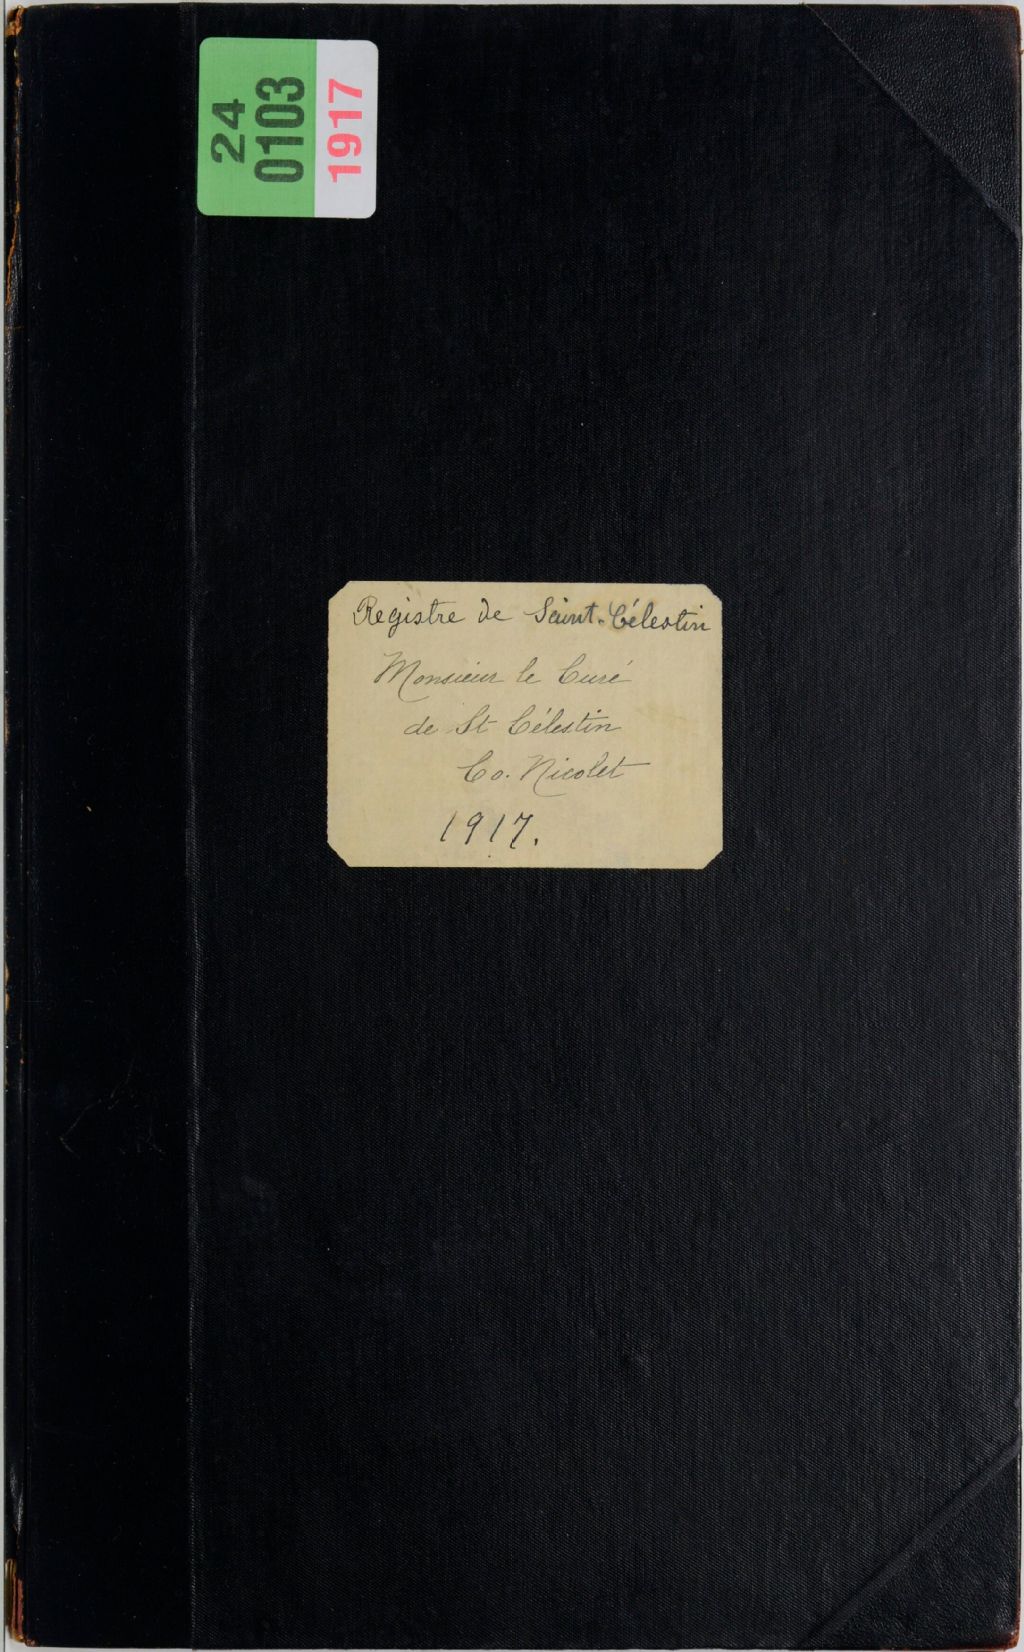 24
0103
1917
Registre de Saint-Célestin
Monsieur le Curé
de St Célestin
Co. Nicolet
1917.